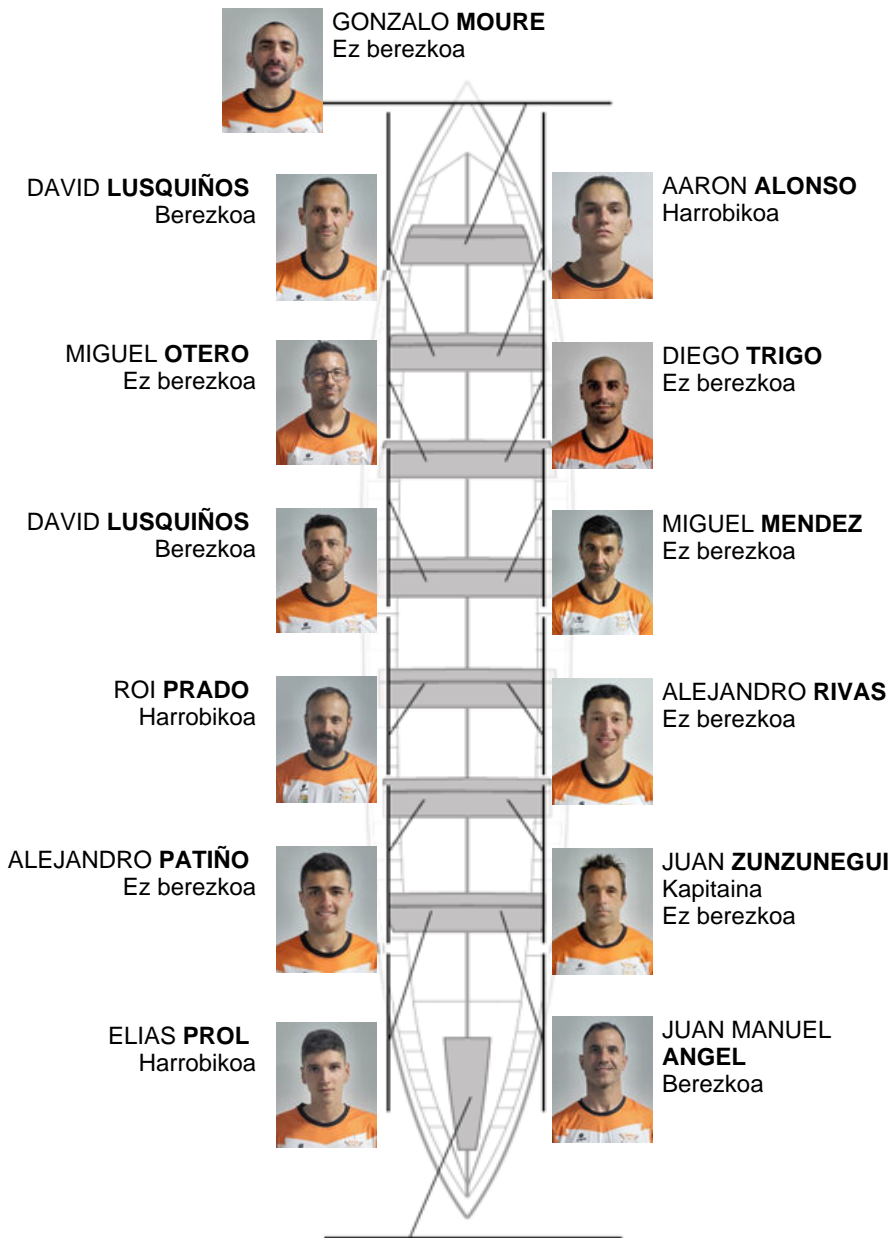 GONZALO MOURE
Ez berezkoa
DAVID LUSQUIÑOS
Berezkoa
AARON ALONSO
Harrobikoa
MIGUEL OTERO
Ez berezkoa
DIEGO TRIGO
Ez berezkoa
DAVID LUSQUIÑOS
Berezkoa
MIGUEL MENDEZ
Ez berezkoa
ROI PRADO
Harrobikoa
ALEJANDRO RIVAS
Ez berezkoa
ALEJANDRO PATIÑO
Ez berezkoa
JUAN ZUNZUNEGUI
Kapitaina
Ez berezkoa
ELIAS PROL
Harrobikoa
JUAN MANUEL
ANGEL
Berezkoa